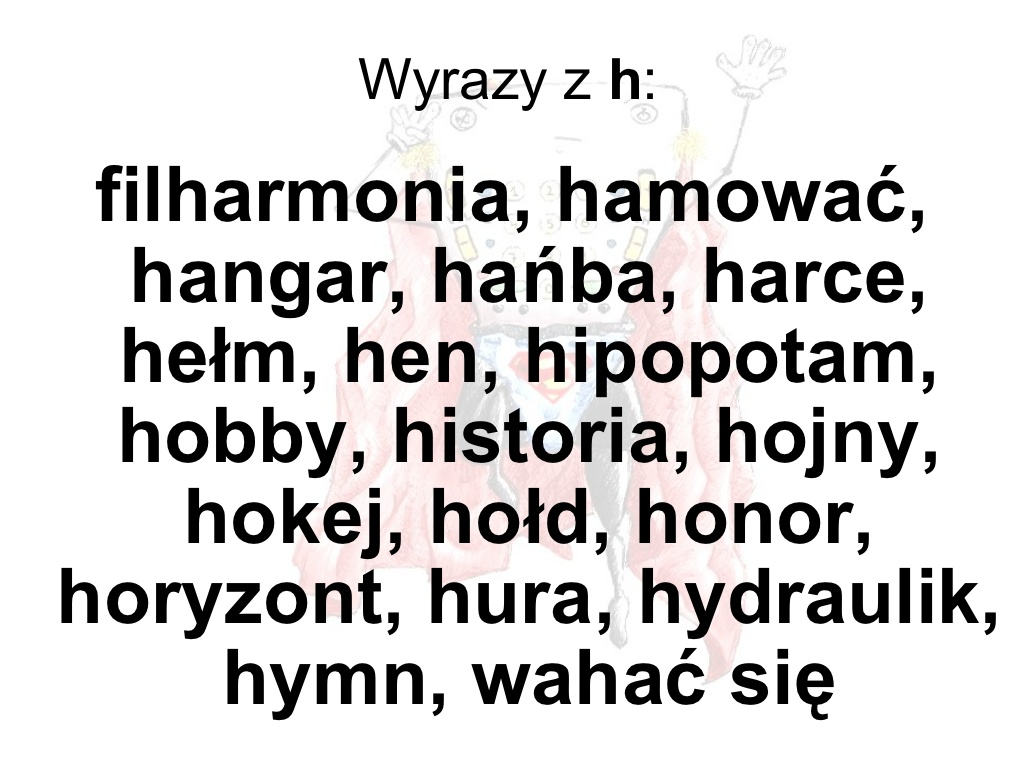 Wyrazy z h:
filharmonia, hamować,
hangar, hańba, harce,
hełm, hen, hipopotam,
hobby, historia, hojny,
hokej, hołd, honor,
horyzont, hura, hydraulik,
hymn, wahać się